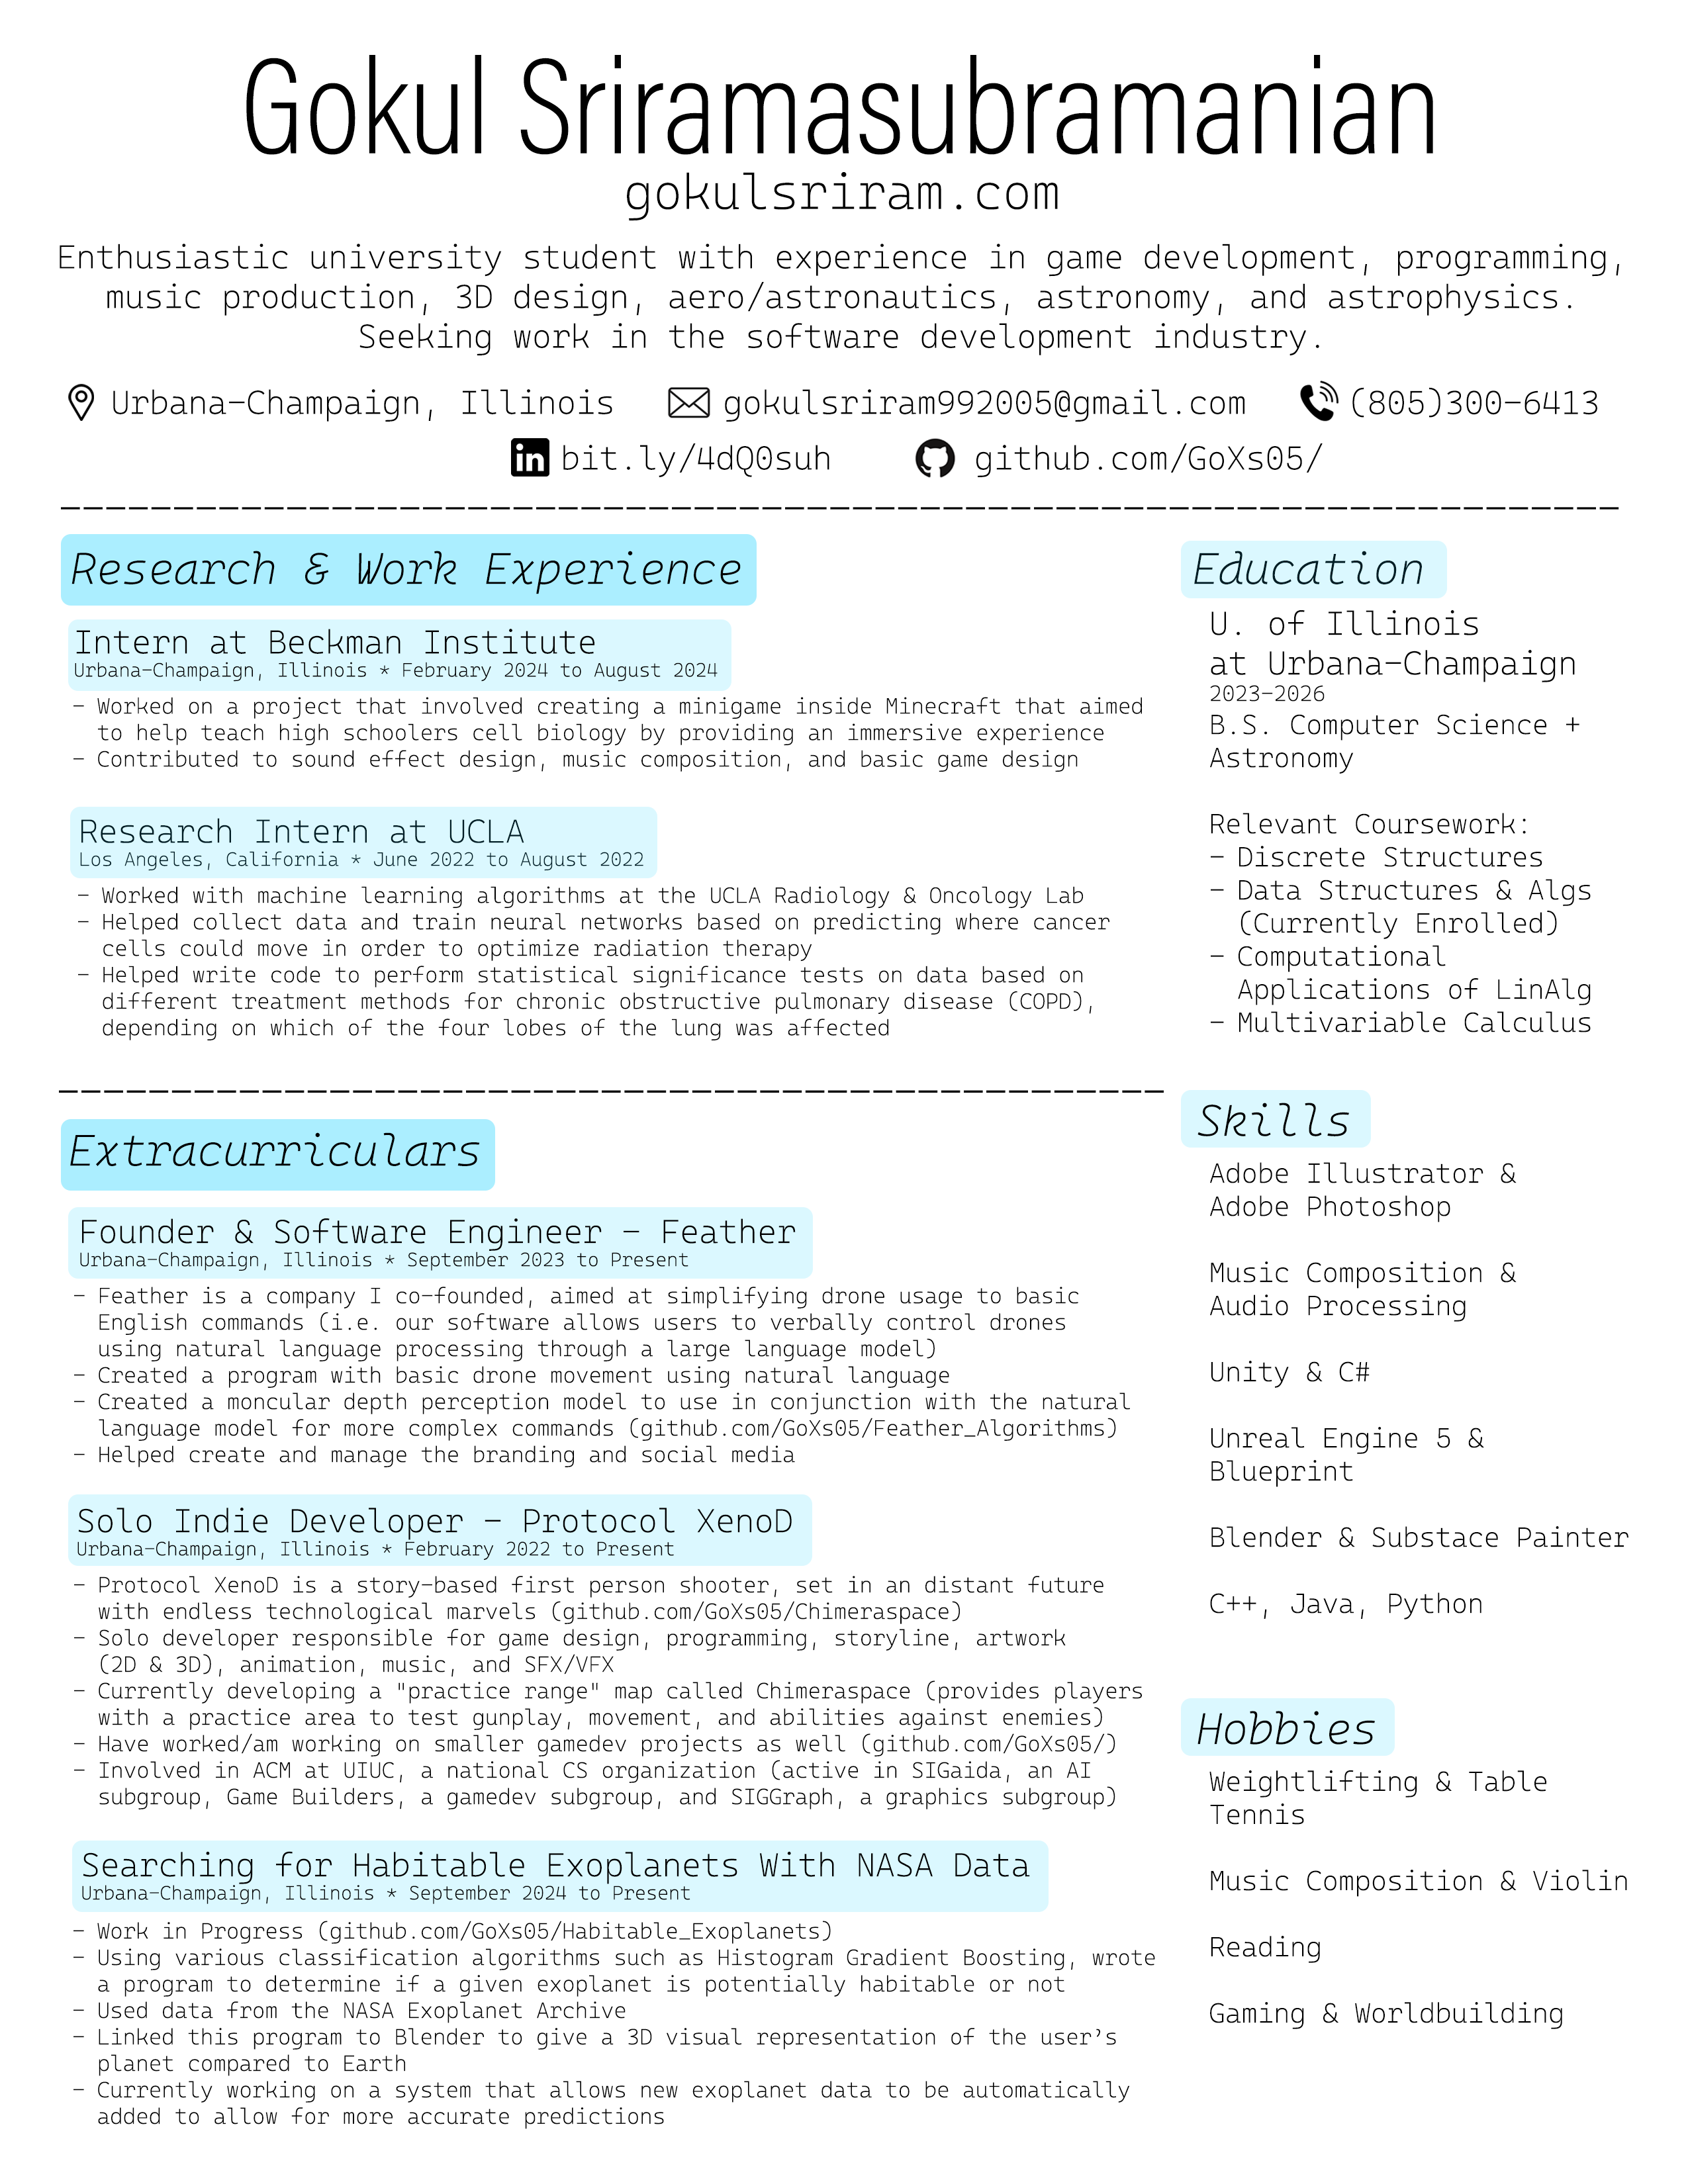 Gokul Sriramasubramanian
gokulsriram.com
Enthusiastic university student with experience in game development, programming,
music production, 3D design, aero/astronautics, astronomy, and astrophysics.
Seeking work in the software development industry.
Urbana-Champaign, Illinois gokulsriram992005@gmail.com (805)300-6413
bit.ly/4dQ0suh github.com/GoXs05/
Research & Work Experience
Intern at Beckman Institute
Urbana-Champaign, Illinois * February 2024 to August 2024
- Worked on a project that involved creating a minigame inside Minecraft that aimed
to help teach high schoolers cell biology by providing an immersive experience
- Contributed to sound effect design, music composition, and basic game design
Research Intern at UCLA
Los Angeles, California * June 2022 to August 2022
- Worked with machine learning algorithms at the UCLA Radiology & Oncology Lab
- Helped collect data and train neural networks based on predicting where cancer
cells could move in order to optimize radiation therapy
- Helped write code to perform statistical significance tests on data based on
different treatment methods for chronic obstructive pulmonary disease (COPD),
depending on which of the four lobes of the lung was affected
Extracurriculars
Founder & Software Engineer - Feather
Urbana-Champaign, Illinois * September 2023 to Present
- Feather is a company I co-founded, aimed at simplifying drone usage to basic
English commands (i.e. our software allows users to verbally control drones
using natural language processing through a large language model)
- Created a program with basic drone movement using natural language
- Created a moncular depth perception model to use in conjunction with the natural
language model for more complex commands (github.com/GoXs05/Feather_Algorithms)
- Helped create and manage the branding and social media
Solo Indie Developer - Protocol XenoD
Urbana-Champaign, Illinois * February 2022 to Present
- Protocol XenoD is a story-based first person shooter, set in an distant future
with endless technological marvels (github.com/GoXs05/Chimeraspace)
- Solo developer responsible for game design, programming, storyline, artwork
(2D & 3D), animation, music, and SFX/VFX
- Currently developing a "practice range" map called Chimeraspace (provides players
with a practice area to test gunplay, movement, and abilities against enemies)
- Have worked/am working on smaller gamedev projects as well (github.com/GoXs05/)
- Involved in ACM at UIUC, a national CS organization (active in SIGaida, an AI
subgroup, Game Builders, a gamedev subgroup, and SIGGraph, a graphics subgroup)
Searching for Habitable Exoplanets With NASA Data
Urbana-Champaign, Illinois * September 2024 to Present
- Work in Progress (github.com/GoXs05/Habitable_Exoplanets)
- Using various classification algorithms such as Histogram Gradient Boosting, wrote
a program to determine if a given exoplanet is potentially habitable or not
- Used data from the NASA Exoplanet Archive
- Linked this program to Blender to give a 3D visual representation of the user’s
planet compared to Earth
- Currently working on a system that allows new exoplanet data to be automatically
added to allow for more accurate predictions
Education
U. of Illinois
at Urbana-Champaign
2023-2026
B.S. Computer Science +
Astronomy
Relevant Coursework:
- Discrete Structures
- Data Structures & Algs
(Currently Enrolled)
- Computational
Applications of LinAlg
- Multivariable Calculus
Skills
Adobe Illustrator &
Adobe Photoshop
Music Composition &
Audio Processing
Unity & C#
Unreal Engine 5 &
Blueprint
Blender & Substace Painter
C++, Java, Python
Hobbies
Weightlifting & Table
Tennis
Music Composition & Violin
Reading
Gaming & Worldbuilding